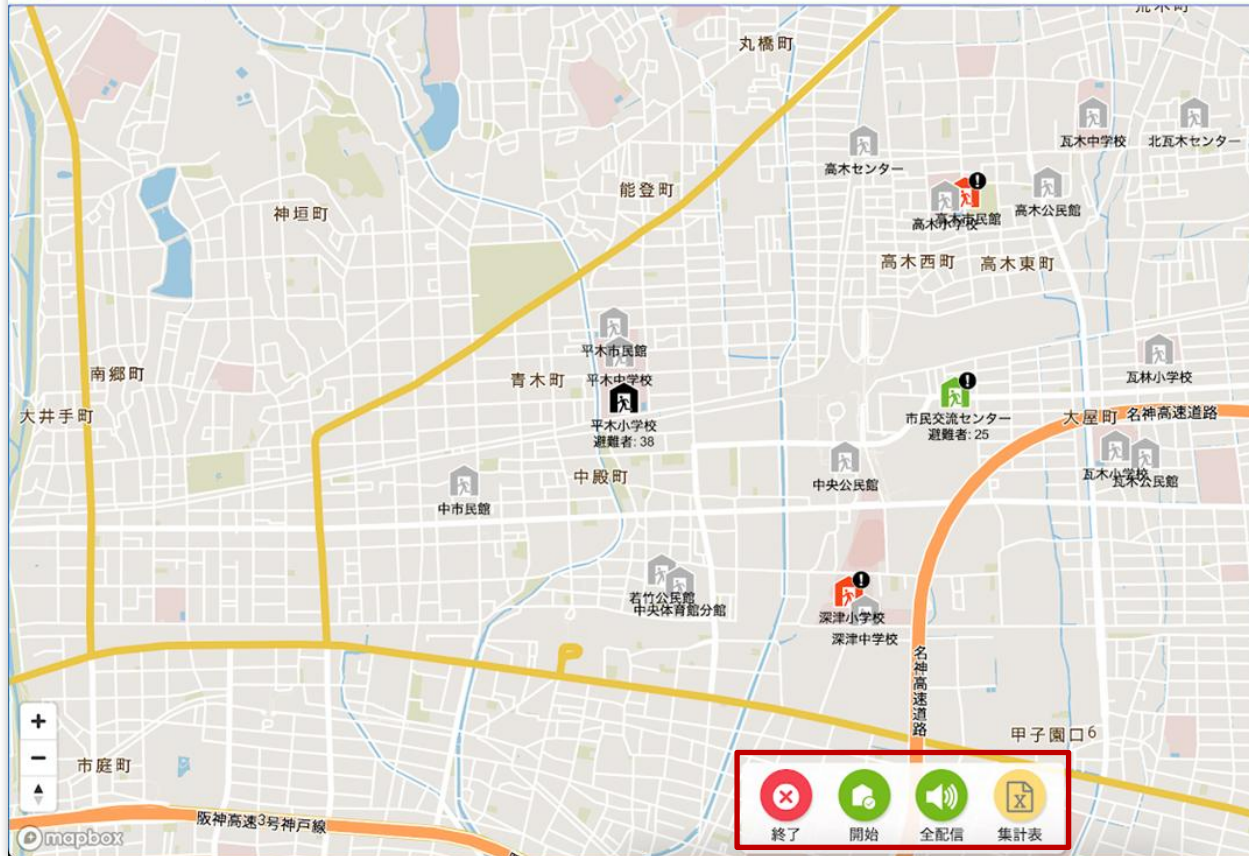 丸橋町
瓦木中学校
北瓦木センター
高木センター
能登町
神垣町
高木公民館
高木小学校
高木市民館
高木西町
高木東町
平木市民館
南郷町
青木町
平木中学校
瓦林小学校
大井手町
平木小学校
避難者: 38
市民交流センター
避難者: 25
大屋町
名神高速道路
中殿町
中央公民館
瓦木小学校
瓦木公民館
中市民館
若竹公民館
中央体育館分館
深津小学校
深津中学校
名神高速道路
甲子園口6
市庭町
阪神高速3号神戸線
mapbox
終了
開始
全配信
集計表